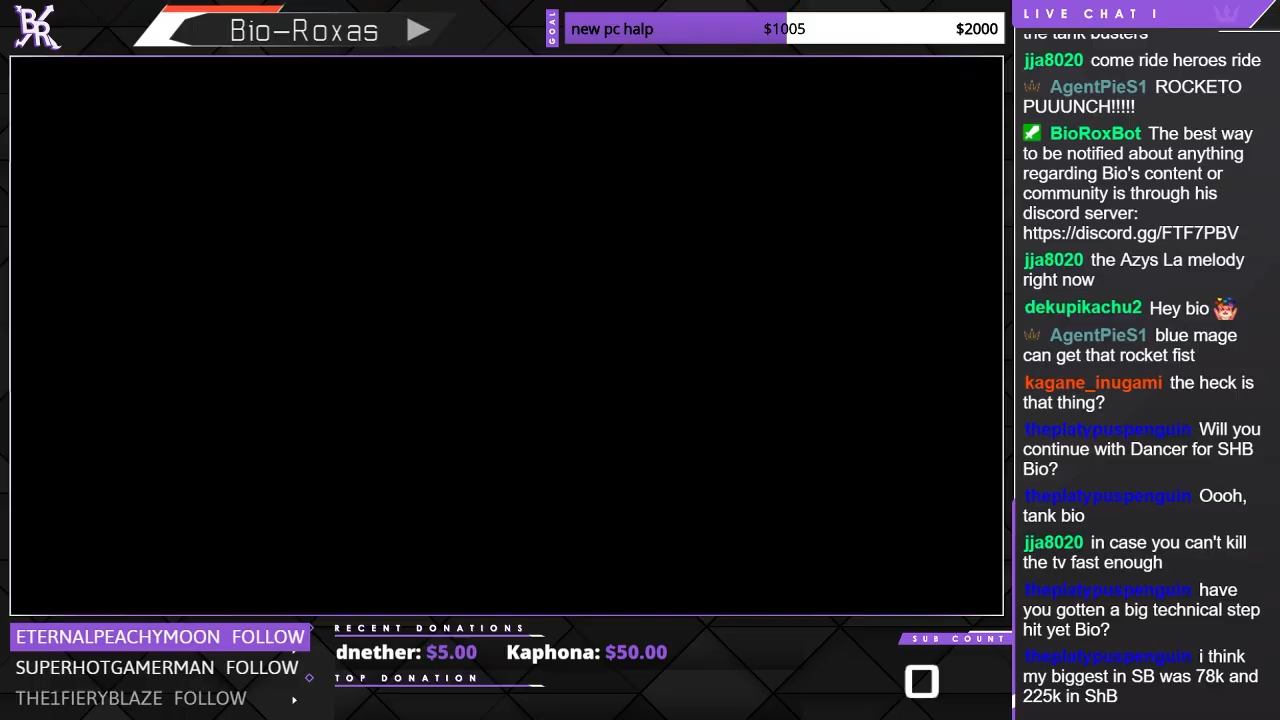 BR
Bio-Roxas
GOAL
new pc halp $1005 $2000
LIVE CHAT
the tank busters
jja8020 come ride heroes ride
AgentPieS1 ROCKETO
PUUUNCH!!!!!
BioRoxBot The best way
to be notified about anything
regarding Bio's content or
community is through his
discord server:
https://discord.gg/FTF7PBV
jja8020 the Azys La melody
right now
dekupikachu2 Hey bio
AgentPieS1 blue mage
can get that rocket fist
kagane_inugami the heck is
that thing?
theplatypuspenguin Will you
continue with Dancer for SHB
Bio?
theplatypuspenguin Oooh,
tank bio
jja8020 in case you can't kill
the tv fast enough
theplatypuspenguin have
you gotten a big technical step
hit yet Bio?
theplatypuspenguin i think
my biggest in SB was 78k and
225k in ShB
ETERNALPEACHYMOON FOLLOW
SUPERHOTGAMERMAN FOLLOW
THE1FIERYBLAZE FOLLOW
RECENT DONATIONS
dnether: $5.00 Kaphona: $50.00
TOP DONATION
SUB COUNT
0